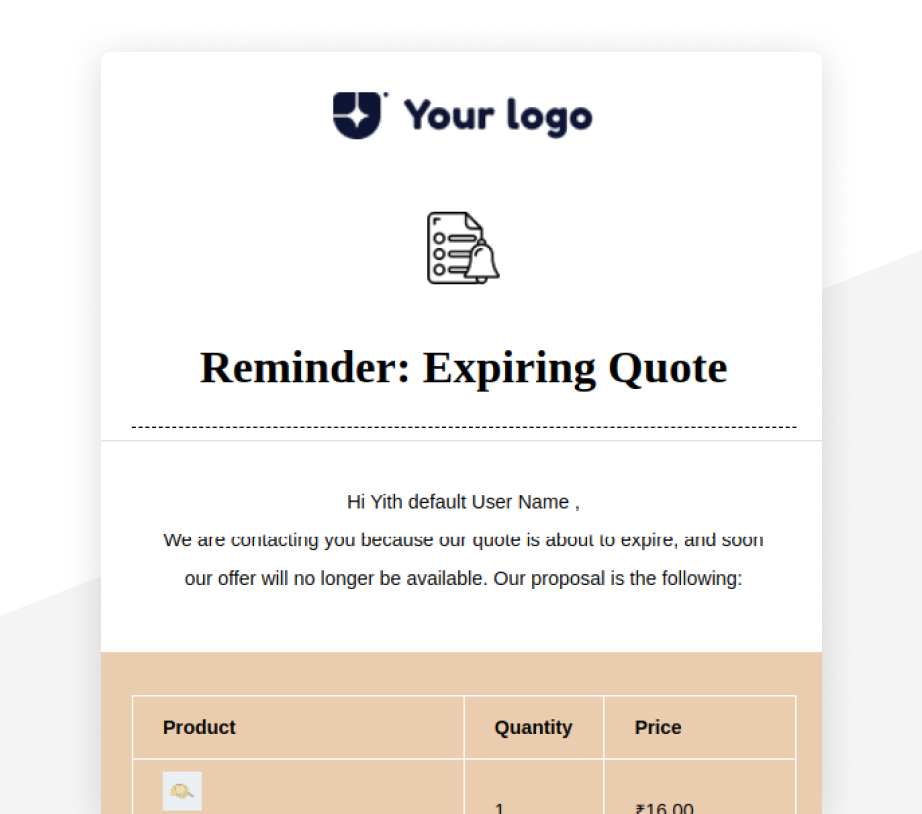 Your logo
Reminder: Expiring Quote
Hi Yith default User Name ,
We are contacting you because our quote is about to expire, and soon
our offer will no longer be available. Our proposal is the following:
Product Quantity Price
1 ₹16.00